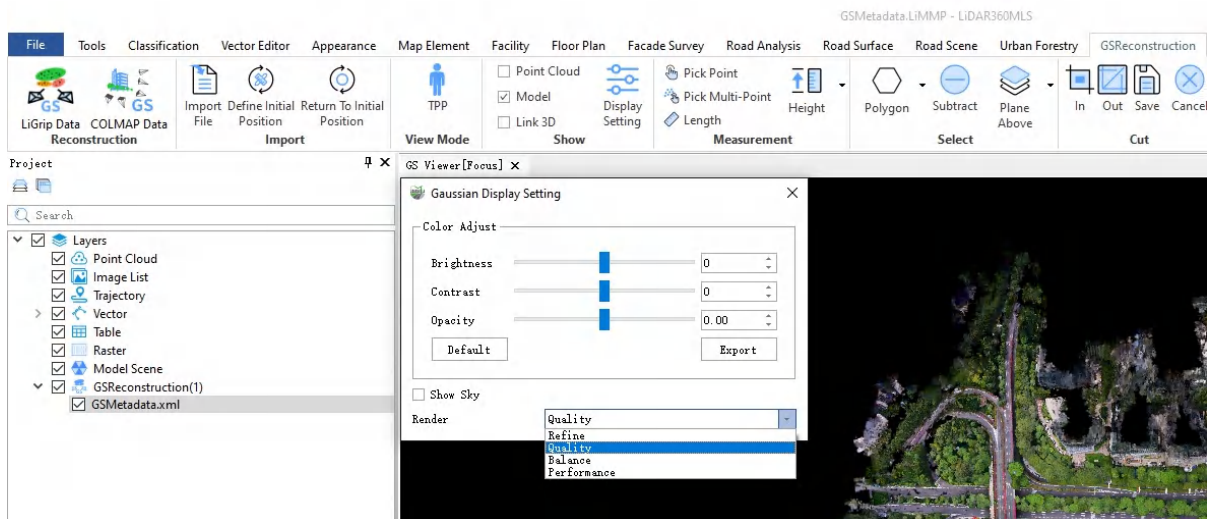 GSMetadata.LiMMP - LiDAR360MLS
File Tools Classification Vector Editor Appearance Map Element Facility Floor Plan Facade Survey Road Analysis Road Surface Road Scene Urban Forestry GSReconstruction
GS
LiGrip Data
GS
COLMAP Data
Reconstruction
Import File
Define Initial Position
Return To Initial Position
Import
TPP
View Mode
Point Cloud
Model
Link 3D
Display Setting
Show
Pick Point
Pick Multi-Point
Length
Height
Measurement
Polygon
Subtract
Plane Above
Select
In
Out
Save
Cancel
Cut
Project
Search
Layers
Point Cloud
Image List
Trajectory
Vector
Table
Raster
Model Scene
GSReconstruction(1)
GSMetadata.xml
GS Viewer[Focus]
Gaussian Display Setting
Color Adjust
Brightness 0
Contrast 0
Opacity 0.00
Default Export
Show Sky
Render Quality
Refine
Quality
Balance
Performance